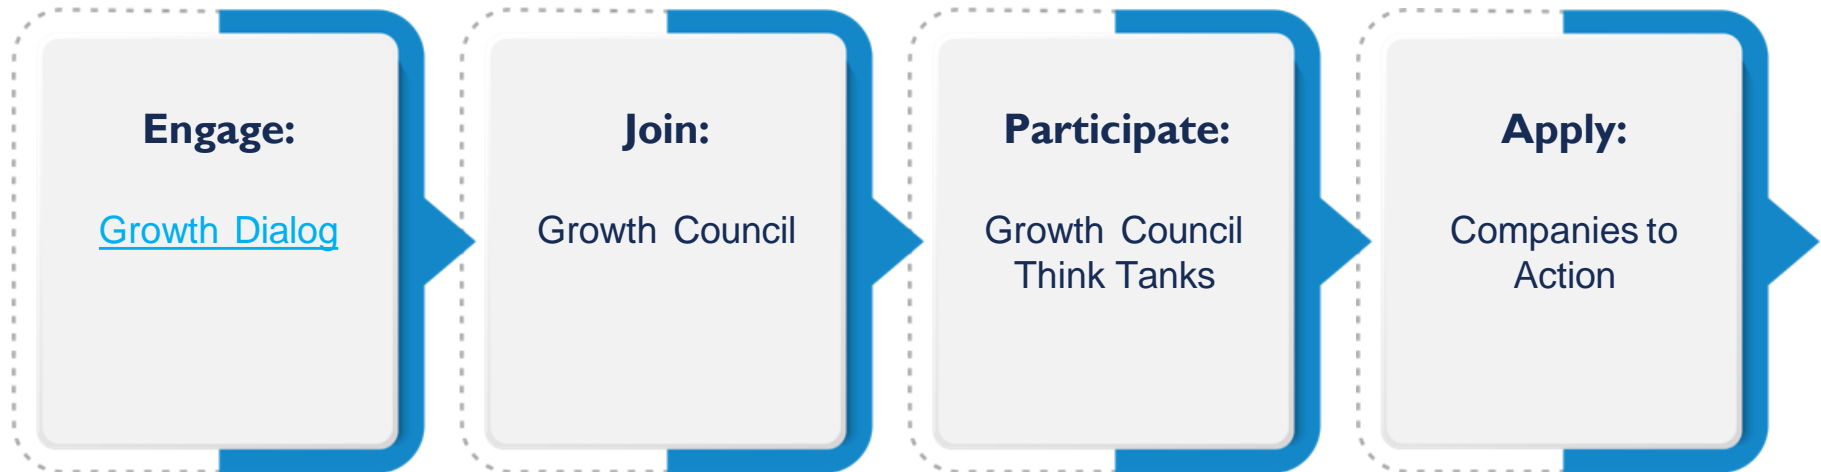 Engage:
Growth Dialog
Join:
Growth Council
Participate:
Growth Council
Think Tanks
Apply:
Companies to
Action